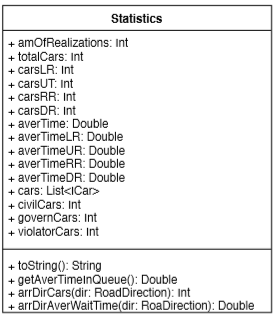 Statistics
+ amOfRealizations: Int
+ totalCars: Int
+ carsLR: Int
+ carsUT: Int
+ carsRR: Int
+ carsDR: Int
+ averTime: Double
+ averTimeLR: Double
+ averTimeUR: Double
+ averTimeRR: Double
+ averTimeDR: Double
+ cars: List<ICar>
+ civilCars: Int
+ governCars: Int
+ violatorCars: Int
+ toString(): String
+ getAverTimeInQueue(): Double
+ arrDirCars(dir: RoadDirection): Int
+ arrDirAverWaitTime(dir: RoaDirection): Double